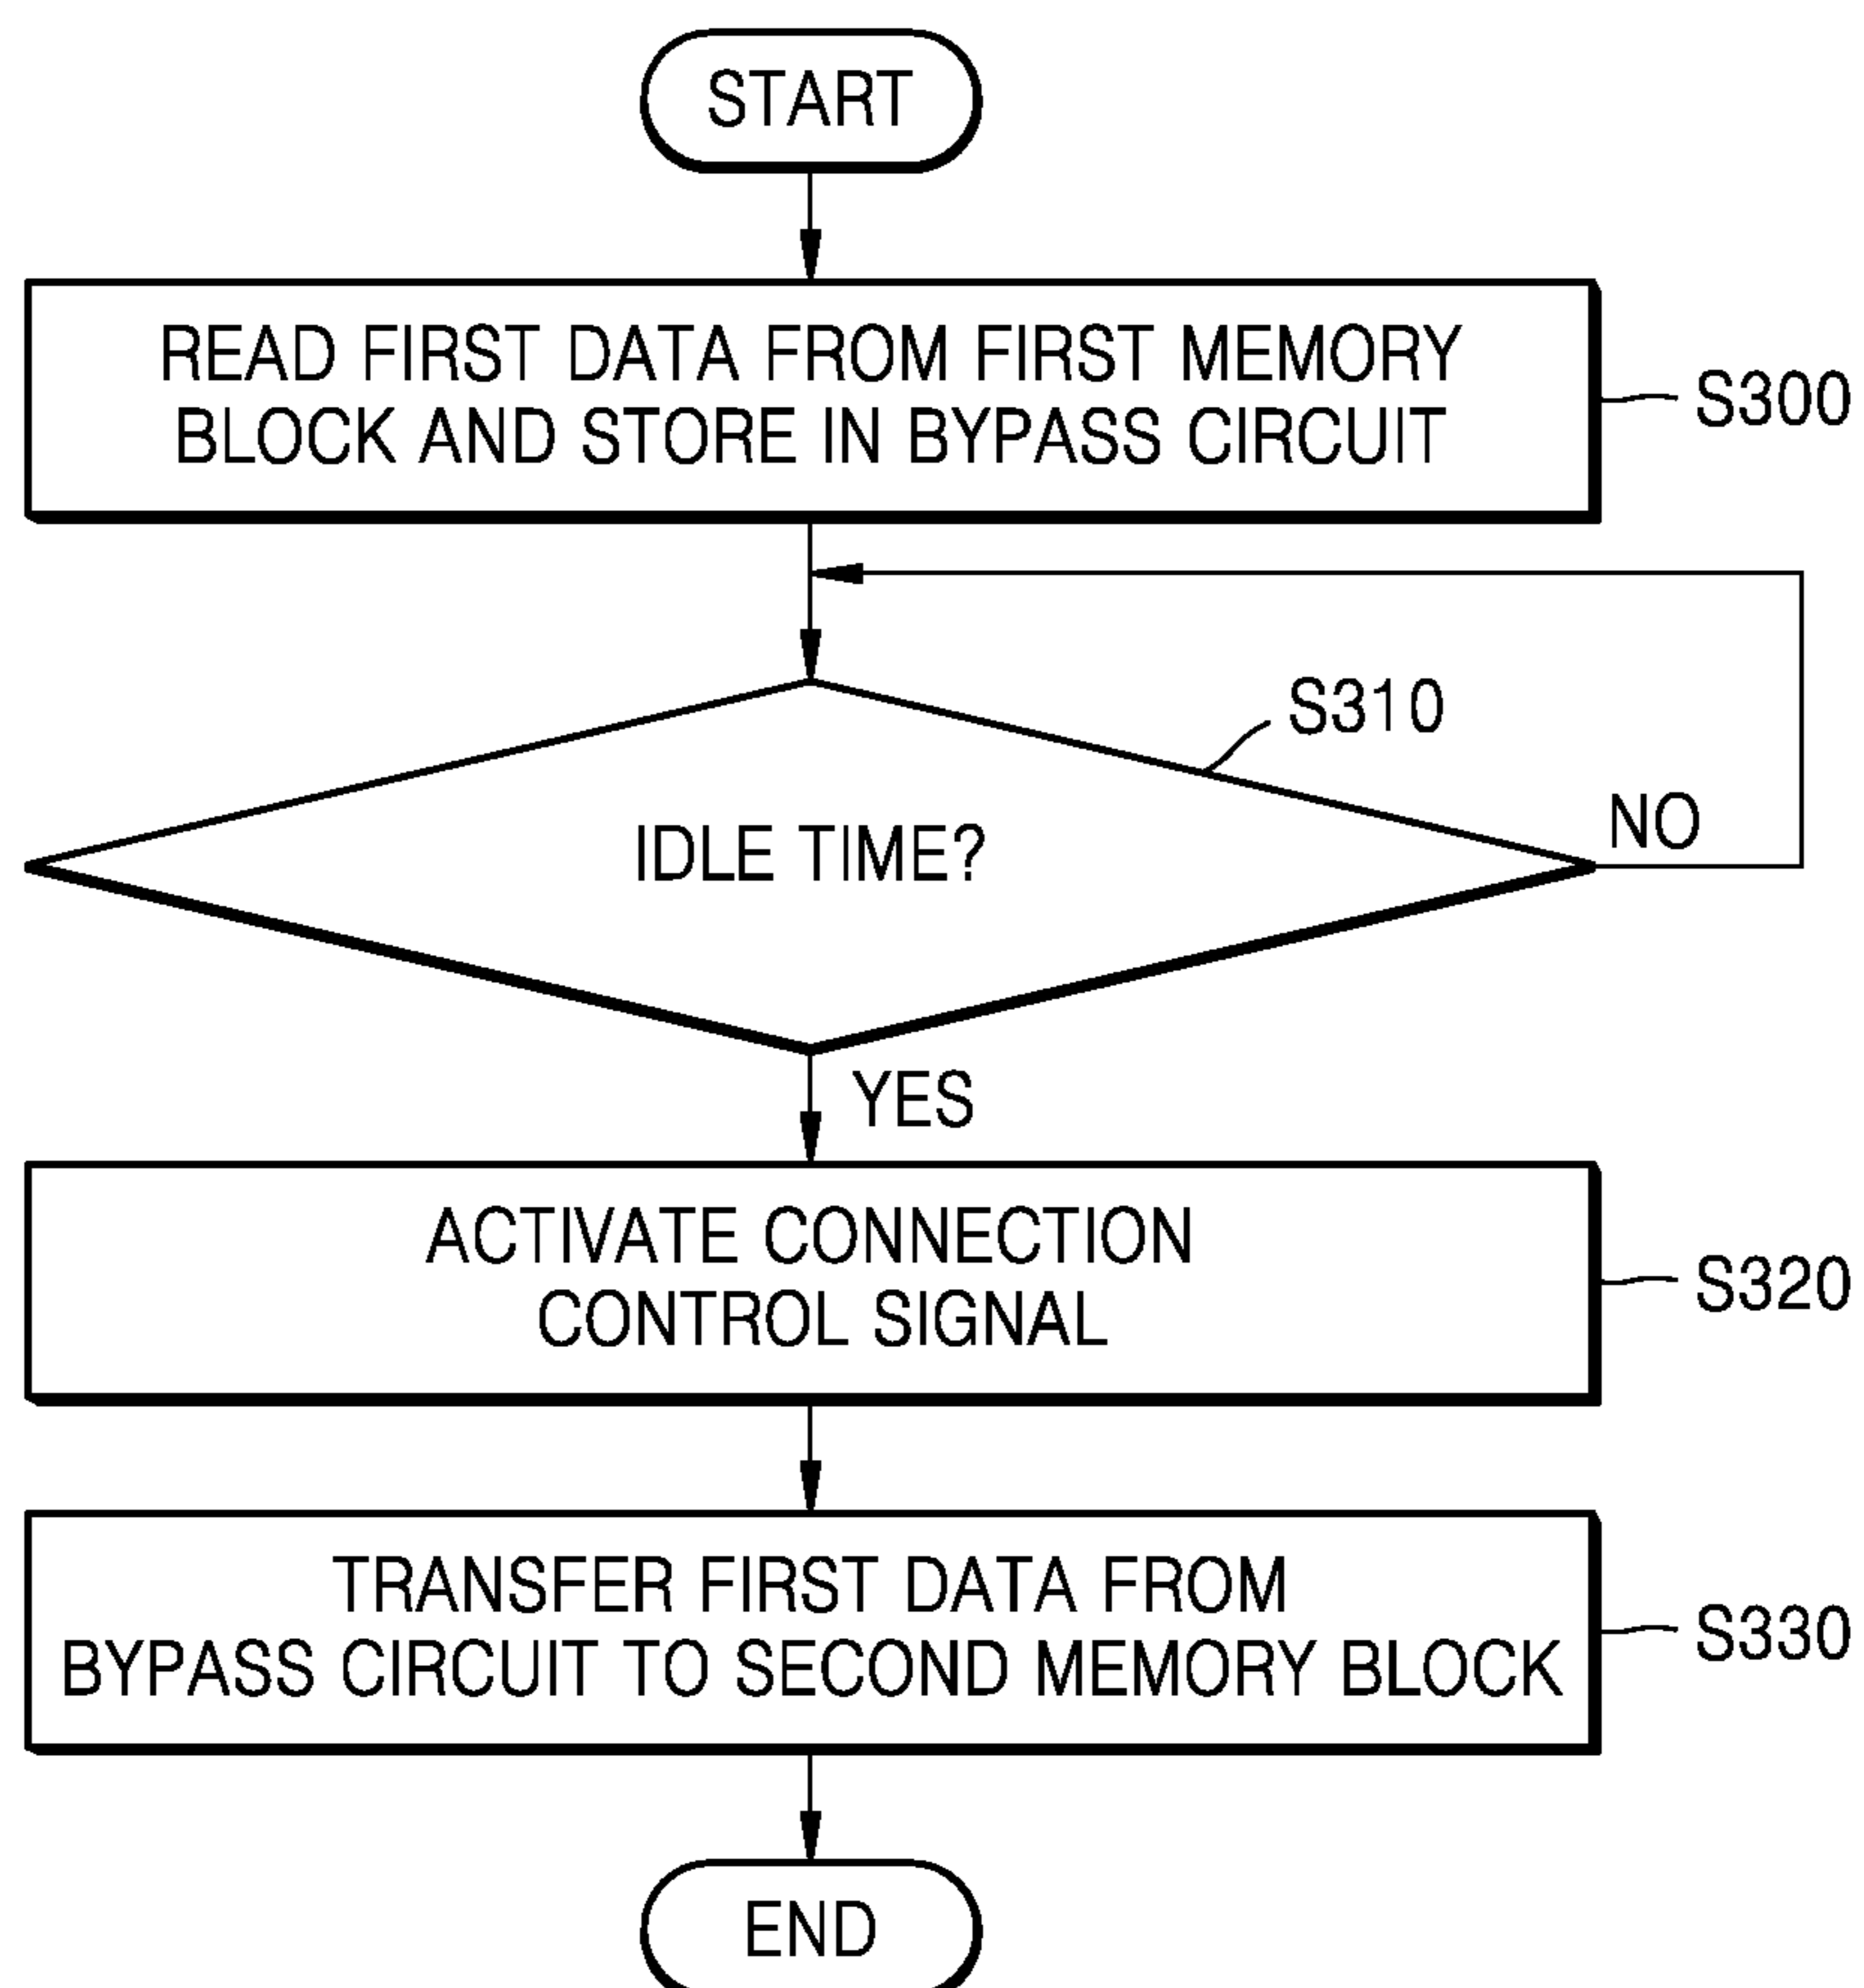 START
READ FIRST DATA FROM FIRST MEMORY
BLOCK AND STORE IN BYPASS CIRCUIT
S300
S310
IDLE TIME?
NO
YES
ACTIVATE CONNECTION
CONTROL SIGNAL
S320
TRANSFER FIRST DATA FROM
BYPASS CIRCUIT TO SECOND MEMORY BLOCK
S330
END